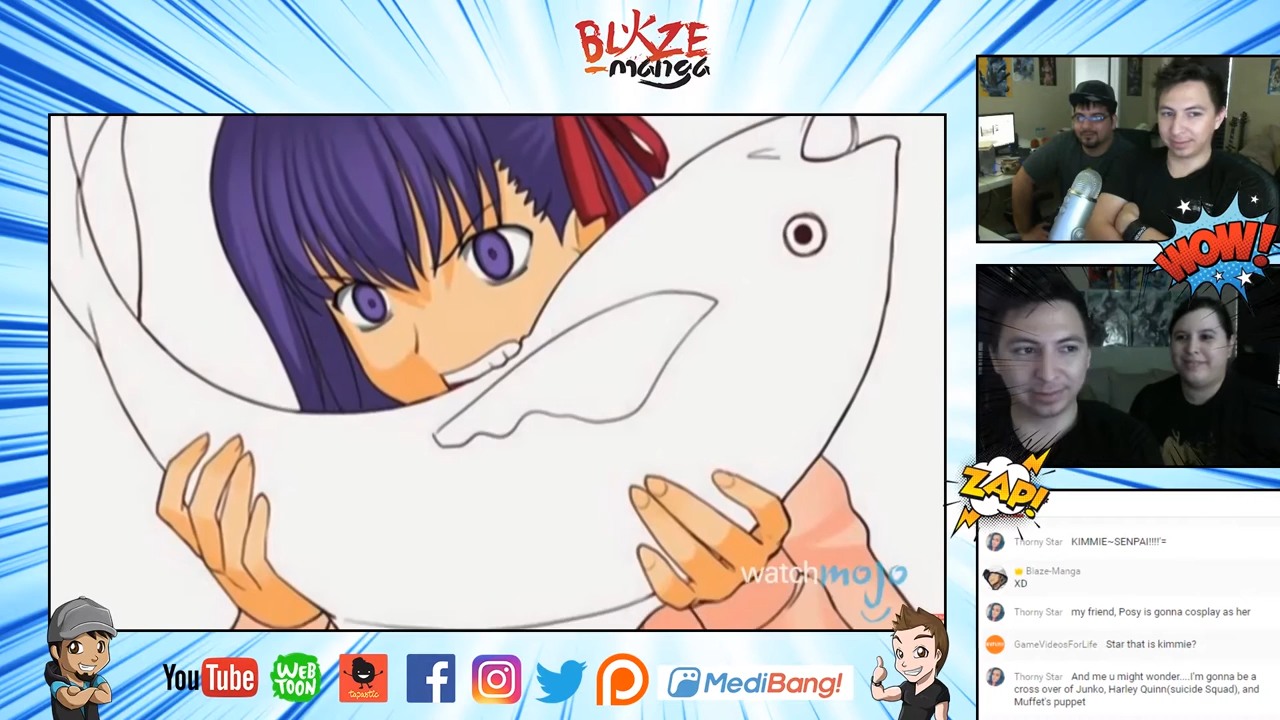 BLAZE
manga
WOW!
watchmojo
ZAP!
Thorny Star KIMMIE~SENPAI!!!!'=
Blaze-Manga
XD
Thorny Star my friend, Posy is gonna cosplay as her
GameVideosForLife Star that is kimmie?
Thorny Star And me u might wonder....I'm gonna be a
cross over of Junko, Harley Quinn(suicide Squad), and
Muffet's puppet
YouTube
WEB
TOON
tapastic
MediBang!